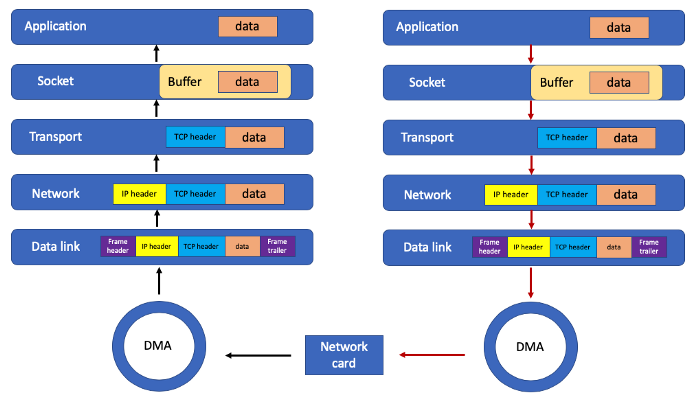 Application
data
Socket
Buffer
data
Transport
TCP header
data
Network
IP header
TCP header
data
Data link
Frame
header
IP header
TCP header
data
Frame
trailer
DMA
Application
data
Socket
Buffer
data
Transport
TCP header
data
Network
IP header
TCP header
data
Data link
Frame
header
IP header
TCP header
data
Frame
trailer
DMA
Network
card